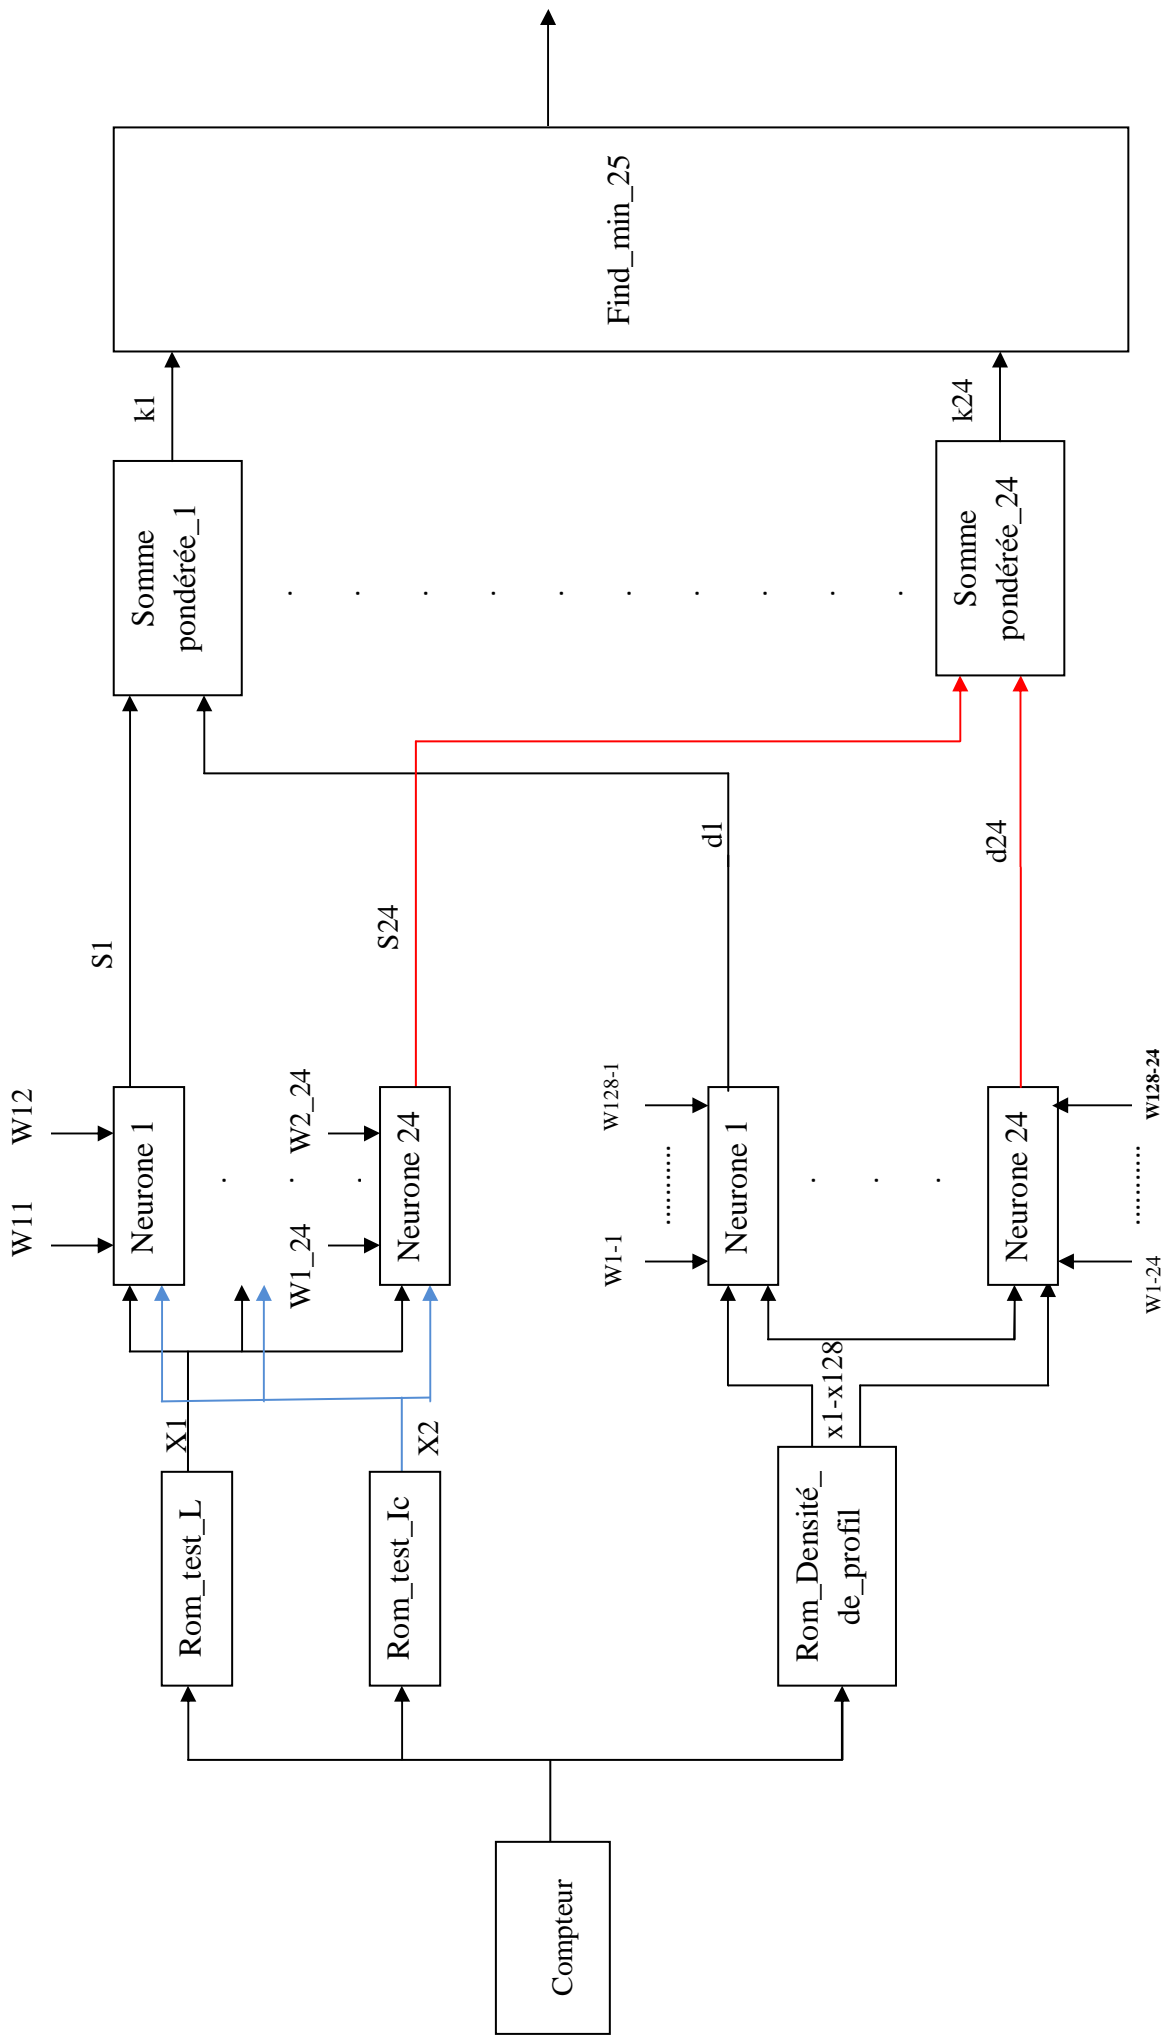 Compteur
Rom_test_L
Rom_test_Ic
Rom_Densité_
de_profil
X1
X2
x1-x128
W11
W12
Neurone 1
W1_24
W2_24
Neurone 24
W1-1
..........
W128-1
Neurone 1
Neurone 24
W1-24
...........
W128-24
S1
S24
d1
d24
Somme
pondérée_1
Somme
pondérée_24
k1
k24
Find_min_25